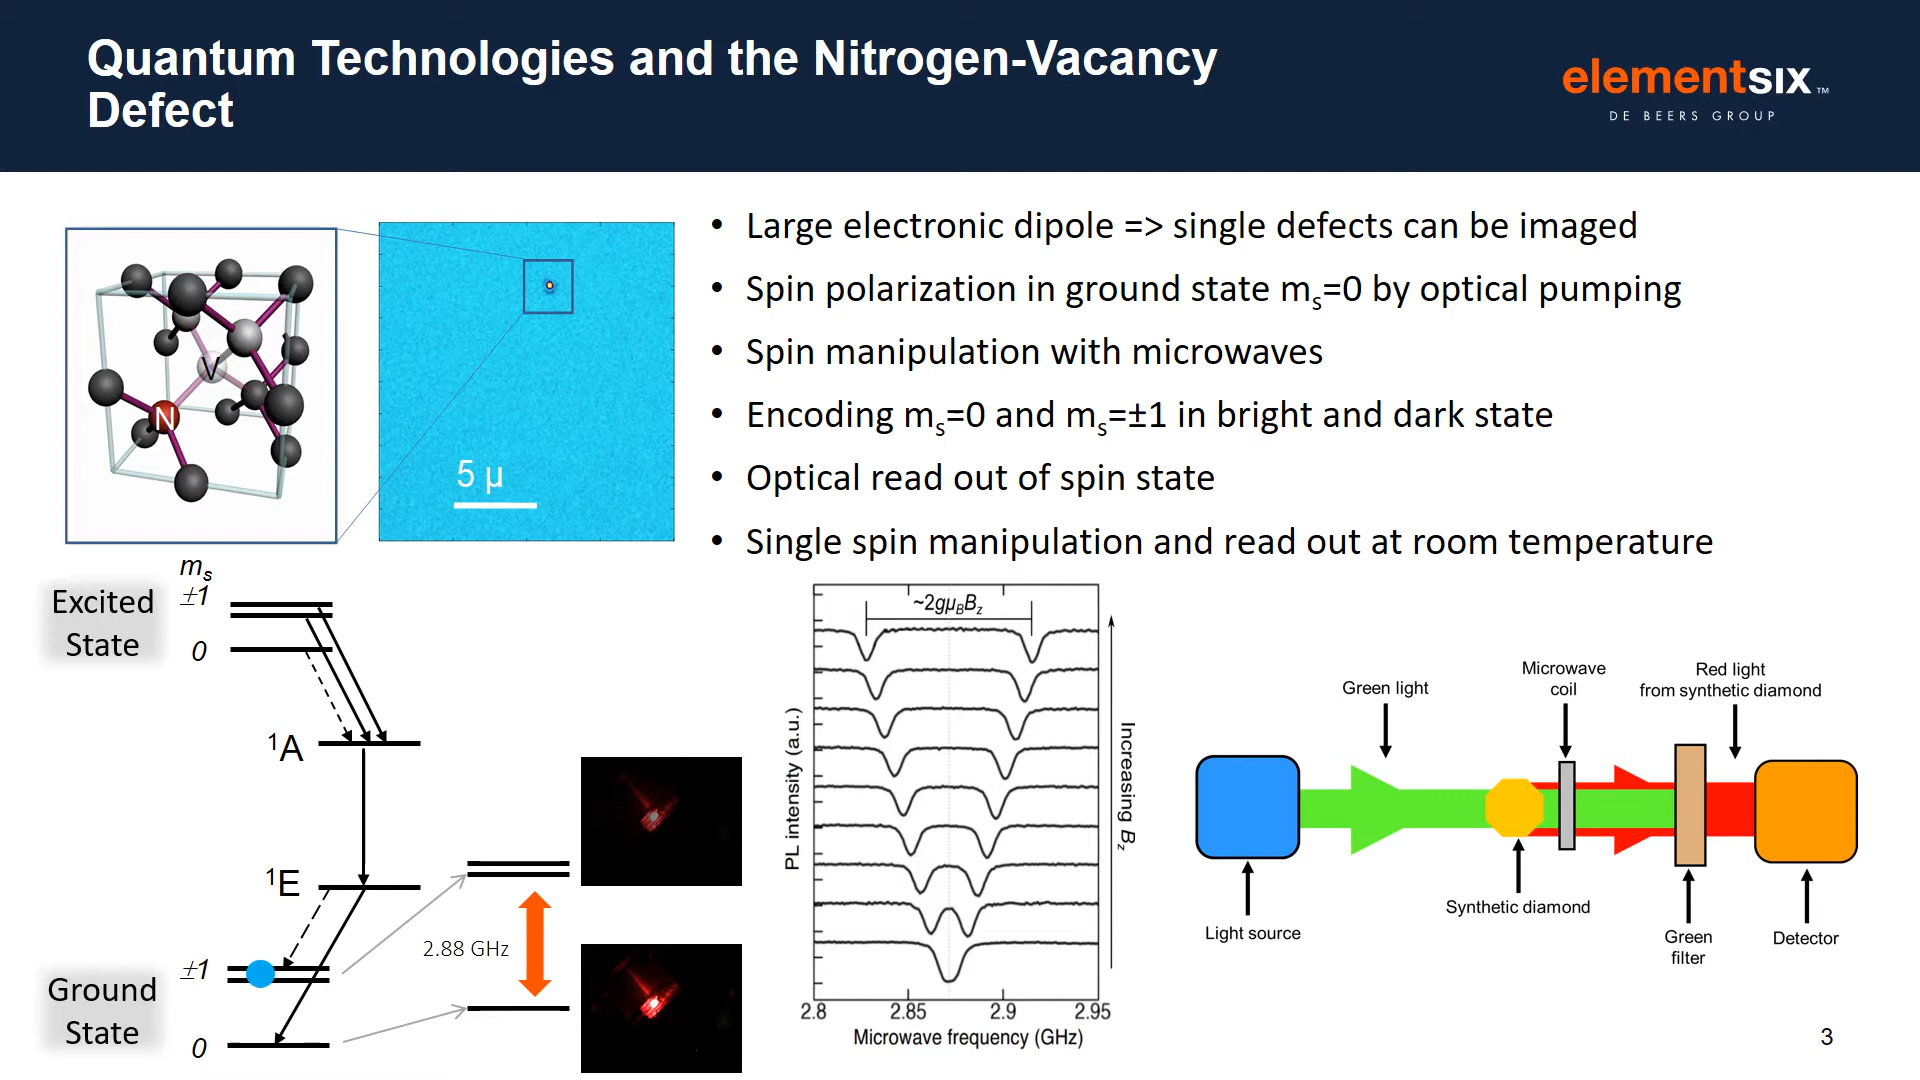 Quantum Technologies and the Nitrogen-Vacancy
Defect
elementsix™
DE BEERS GROUP
V
N
5 µ
• Large electronic dipole => single defects can be imaged
• Spin polarization in ground state mₛ=0 by optical pumping
• Spin manipulation with microwaves
• Encoding mₛ=0 and mₛ=±1 in bright and dark state
• Optical read out of spin state
• Single spin manipulation and read out at room temperature
mₛ
Excited
State
±1
0
¹A
¹E
Ground
State
±1
0
2.88 GHz
~2gμ_BB_z
PL intensity (a.u.)
Increasing B_z
2.8 2.85 2.9 2.95
Microwave frequency (GHz)
Green light
Microwave
coil
Red light
from synthetic diamond
Light source
Synthetic diamond
Green
filter
Detector
3